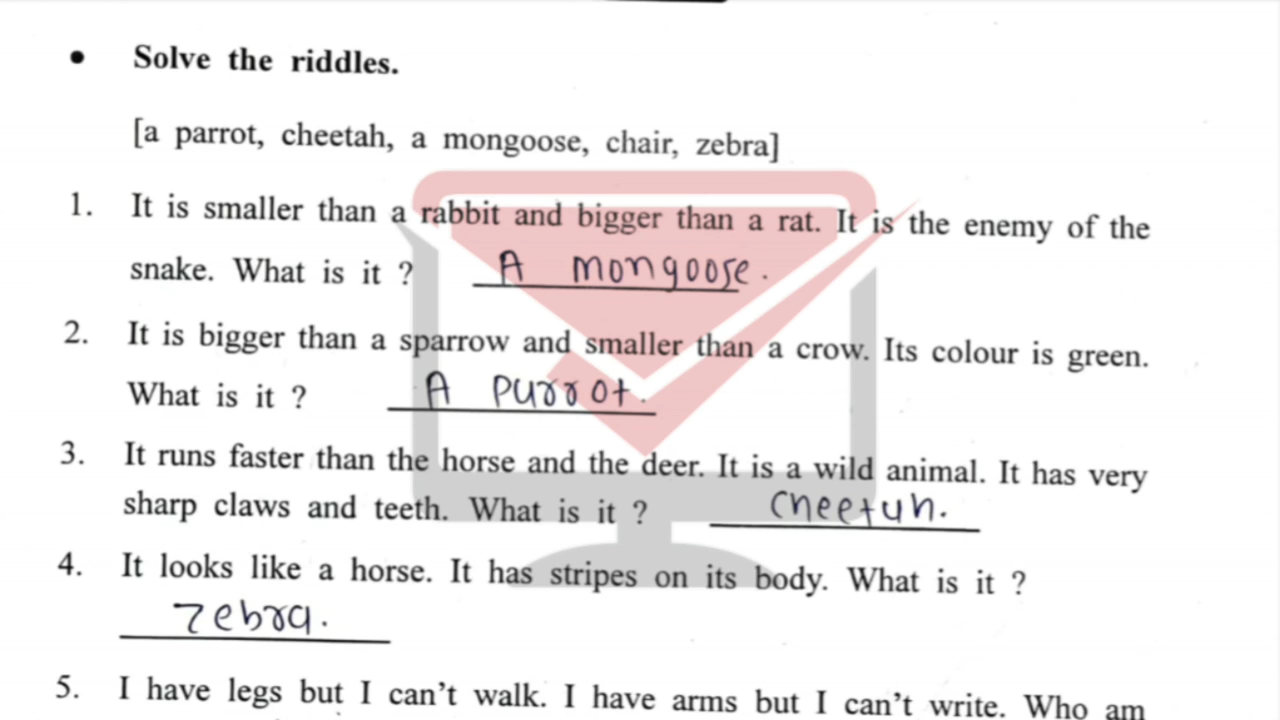 • Solve the riddles.
[a parrot, cheetah, a mongoose, chair, zebra]
1. It is smaller than a rabbit and bigger than a rat. It is the enemy of the
snake. What is it ? A mongoose.
2. It is bigger than a sparrow and smaller than a crow. Its colour is green.
What is it ? A purrot.
3. It runs faster than the horse and the deer. It is a wild animal. It has very
sharp claws and teeth. What is it ? Cheetuh.
4. It looks like a horse. It has stripes on its body. What is it ?
zebra.
5. I have legs but I can't walk. I have arms but I can't write. Who am